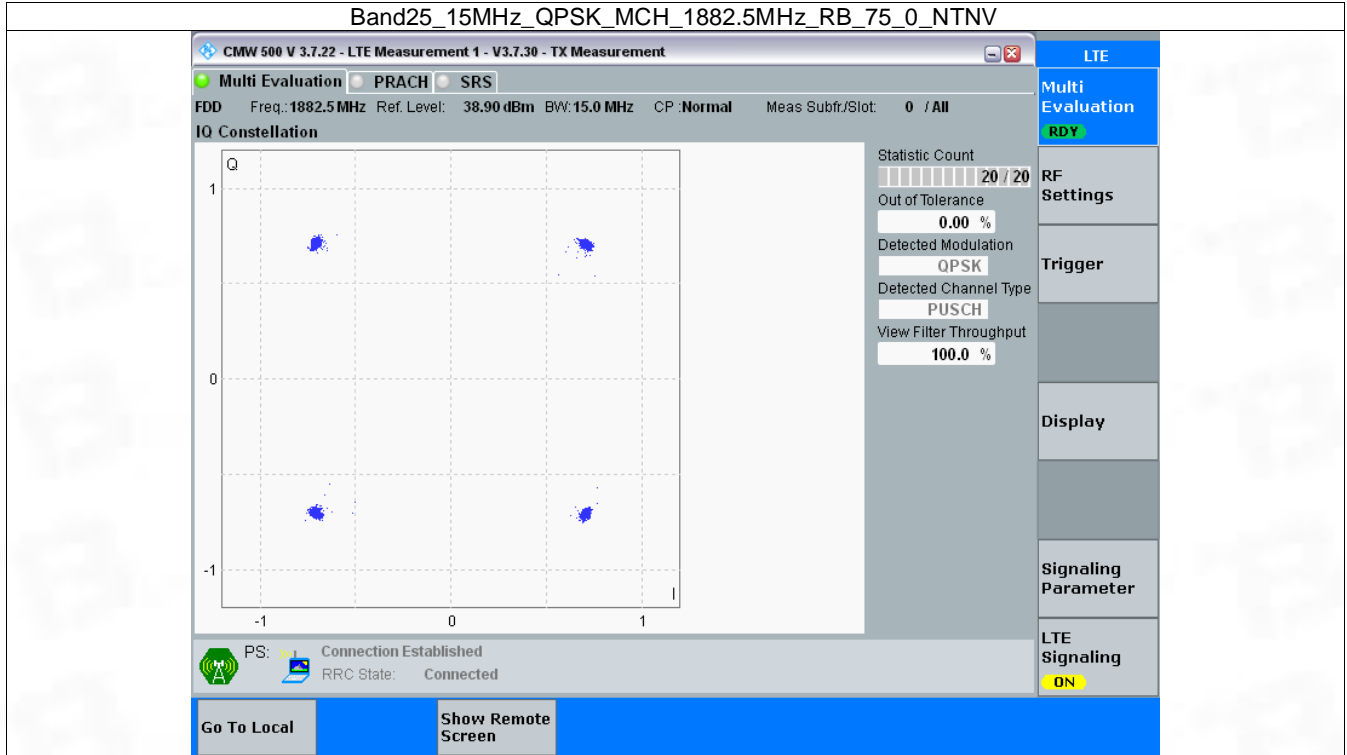 Band25_15MHz_QPSK_MCH_1882.5MHz_RB_75_0_NTNV
CMW 500 V 3.7.22 - LTE Measurement 1 - V3.7.30 - TX Measurement
LTE
Multi Evaluation PRACH SRS
FDD Freq.: 1882.5 MHz Ref. Level: 38.90 dBm BW: 15.0 MHz CP : Normal Meas Subfr./Slot: 0 / All
IQ Constellation
Q
1
0
-1
I
-1 0 1
Statistic Count
20 / 20
Out of Tolerance
0.00 %
Detected Modulation
QPSK
Detected Channel Type
PUSCH
View Filter Throughput
100.0 %
Multi
Evaluation
RDY
RF
Settings
Trigger
Display
Signaling
Parameter
LTE
Signaling
ON
PS: Connection Established
RRC State: Connected
Go To Local
Show Remote
Screen